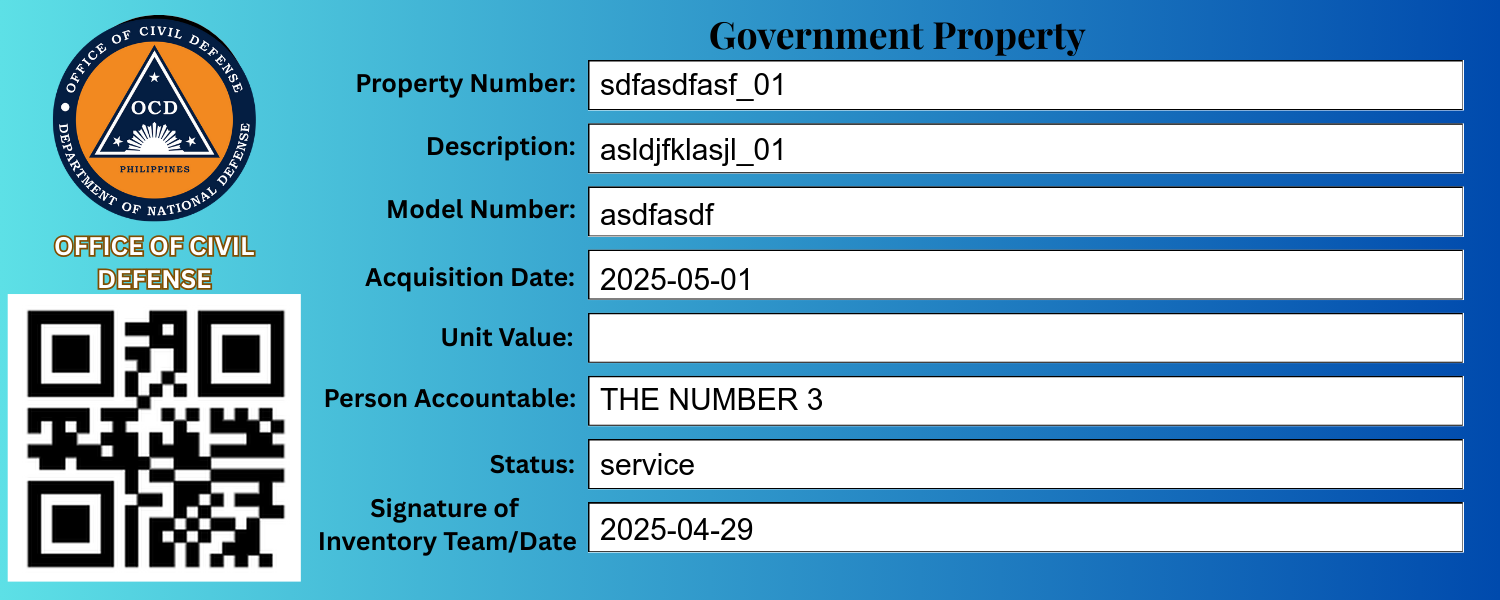 OFFICE OF CIVIL DEFENSE
OCD
PHILIPPINES
DEPARTMENT OF NATIONAL DEFENSE
OFFICE OF CIVIL
DEFENSE
Government Property
Property Number: sdfasdfasf_01
Description: asldjfklasjl_01
Model Number: asdfasdf
Acquisition Date: 2025-05-01
Unit Value:
Person Accountable: THE NUMBER 3
Status: service
Signature of
Inventory Team/Date 2025-04-29